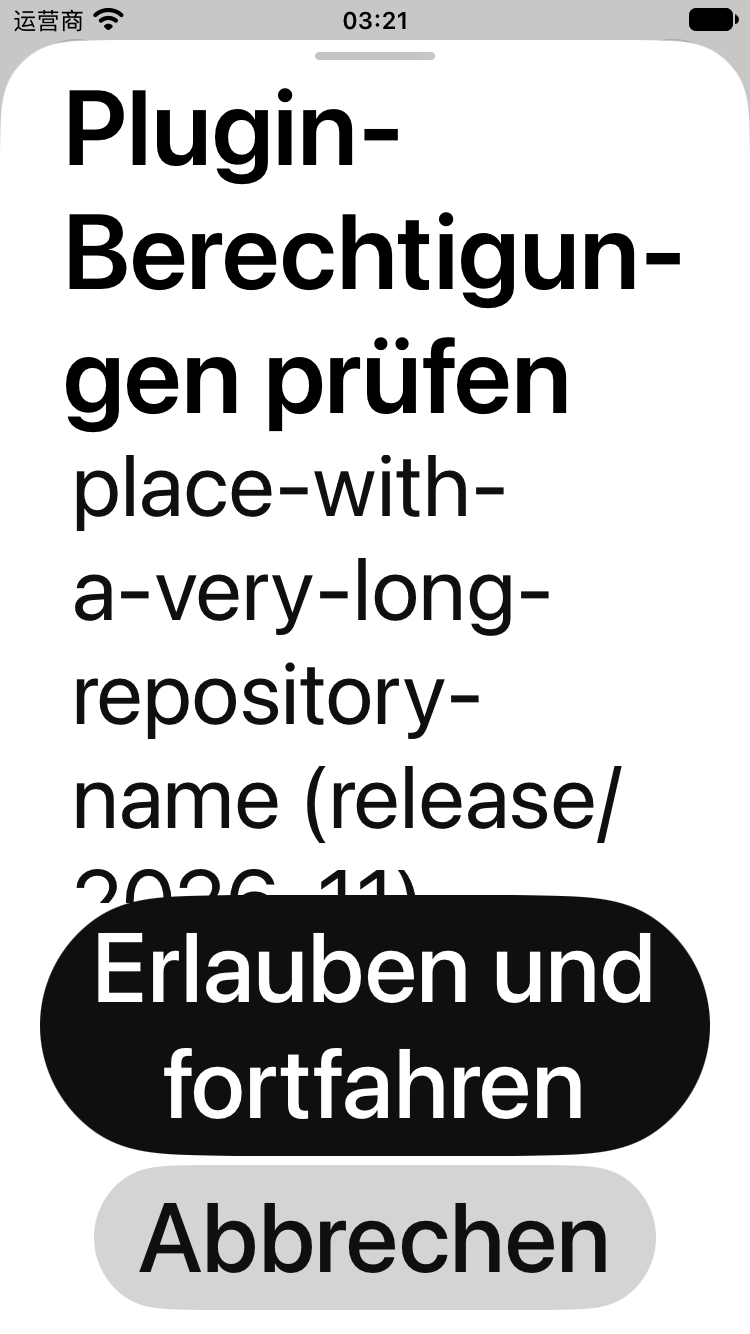 运营商
03:21
Plugin-
Berechtigun-
gen prüfen
place-with-
a-very-long-
repository-
name (release/
Erlauben und
fortfahren
Abbrechen